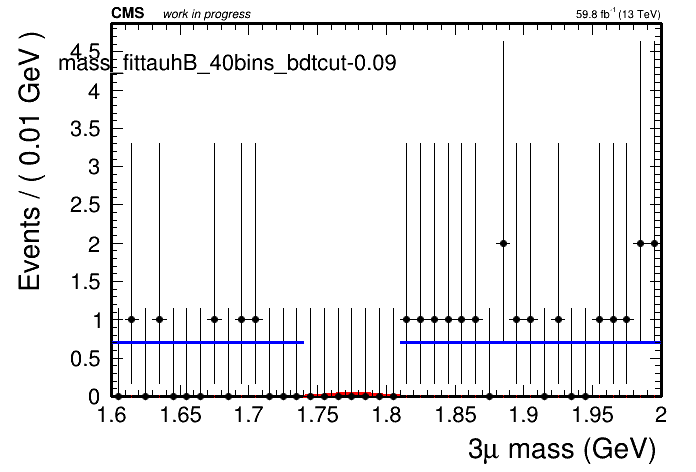 CMS work in progress 59.8 fb-1 (13 TeV)
mass_fittauhB_40bins_bdtcut-0.09
Events / ( 0.01 GeV )
4.5
4
3.5
3
2.5
2
1.5
1
0.5
0
1.6 1.65 1.7 1.75 1.8 1.85 1.9 1.95 2
3μ mass (GeV)